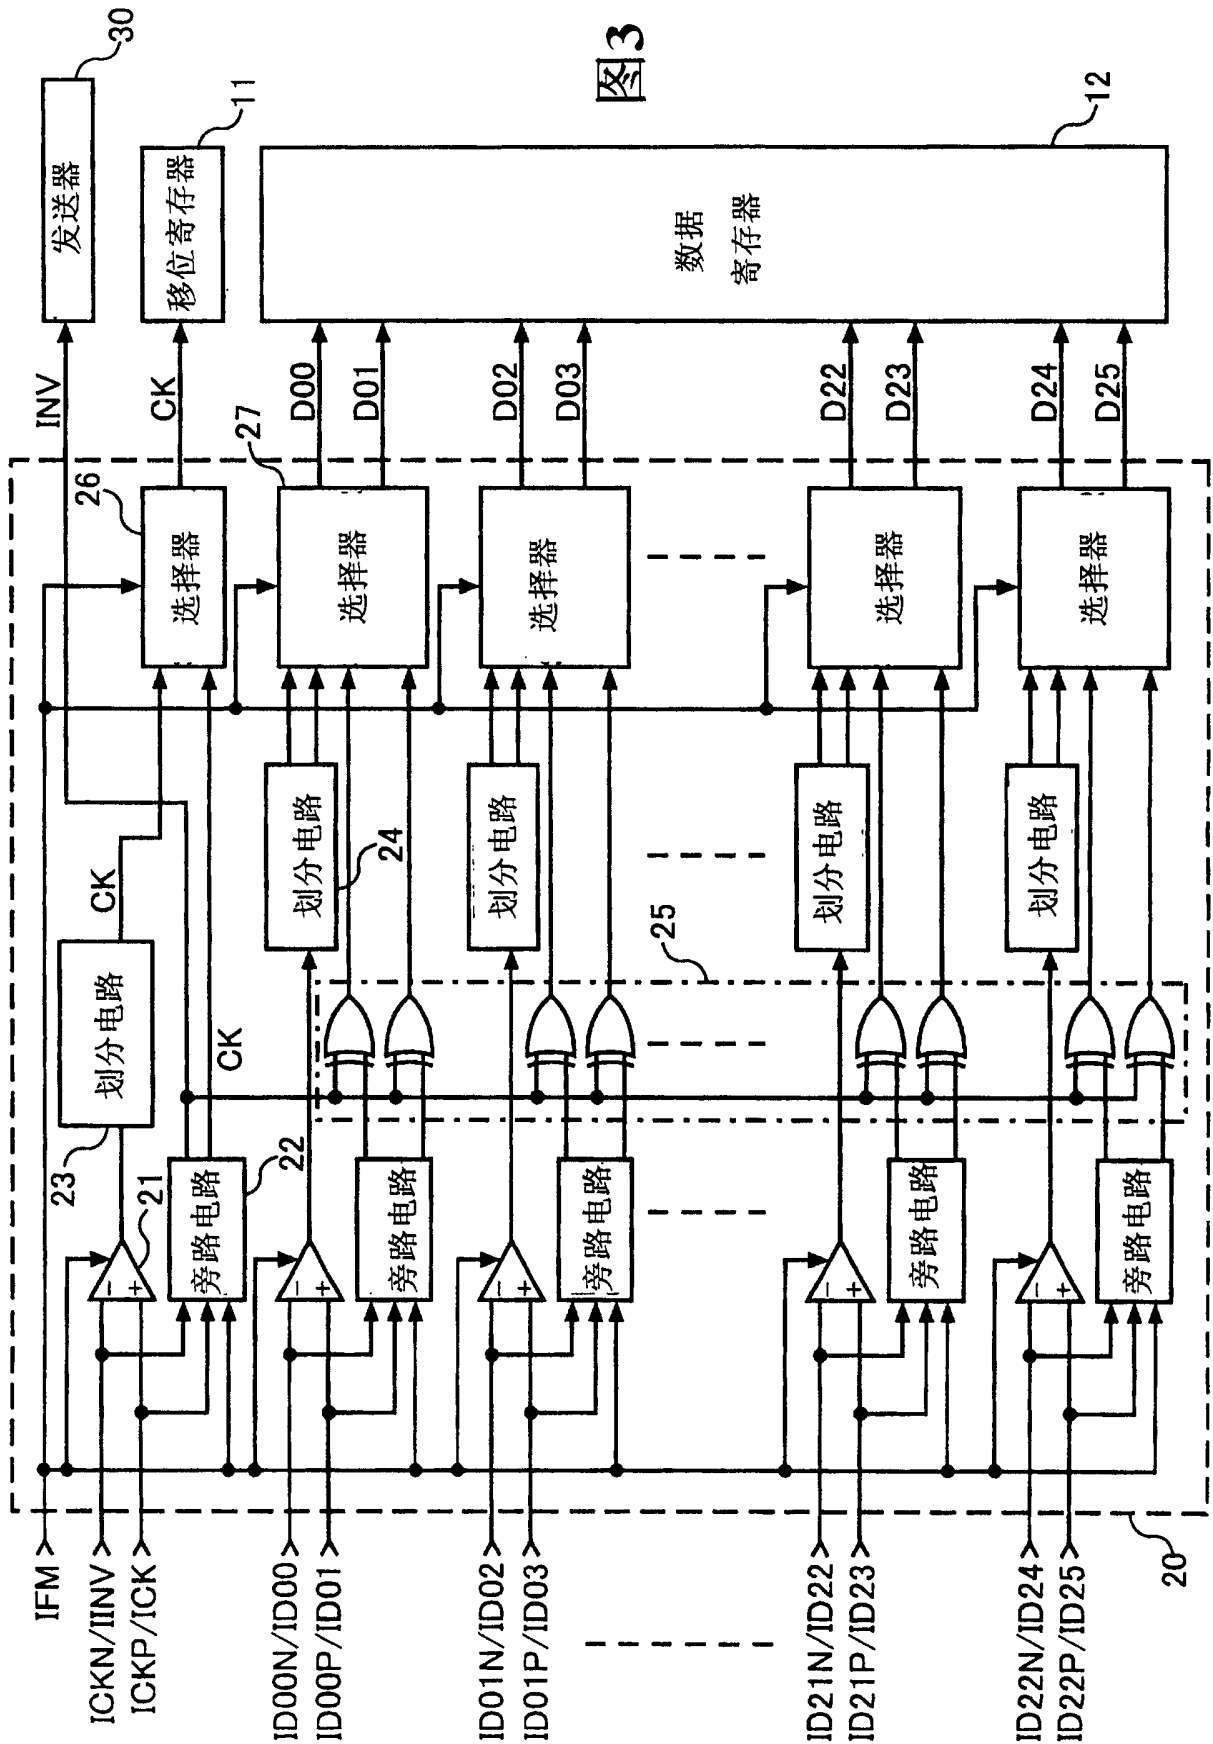 图3
30
发送器
11
移位寄存器
12
数据
寄存器
INV
CK
D00
D01
D02
D03
D22
D23
D24
D25
26
27
选择器
选择器
选择器
选择器
选择器
CK
划分电路
24
划分电路
划分电路
划分电路
25
划分电路
CK
23
21
22
旁路电路
旁路电路
旁路电路
旁路电路
旁路电路
－
+
－
+
－
+
－
+
－
+
20
IFM
ICKN/IINV
ICKP/ICK
ID00N/ID00
ID00P/ID01
ID01N/ID02
ID01P/ID03
ID21N/ID22
ID21P/ID23
ID22N/ID24
ID22P/ID25